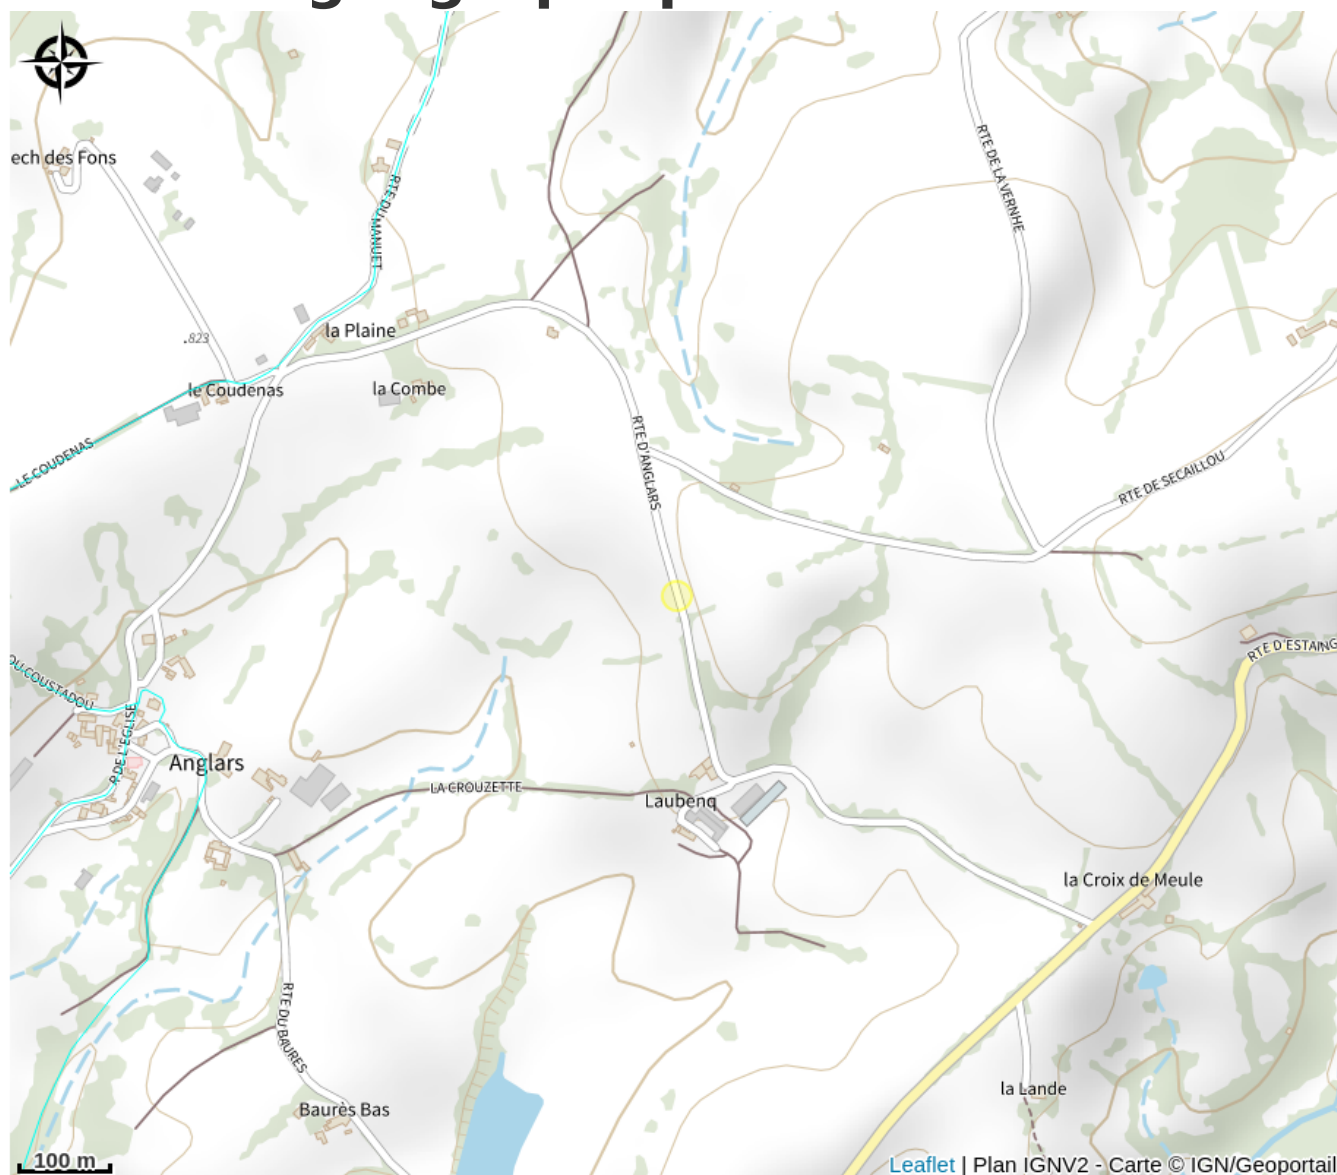 ech des Fons
RTE DU MANUET
RTE DE LA VERNHE
.823
la Plaine
le Coudenas
la Combe
LE COUDENAS
RTE D'ANGLARS
RTE DE SECAILLOU
RTE D'ESTAING
OU COUSTADOU
R DE L'EGLISE
Anglars
LA CROUZETTE
Laubenq
la Croix de Meule
RTE DU BAURES
la Lande
Baurès Bas
100 m
Leaflet | Plan IGNV2 - Carte © IGN/Geoportail